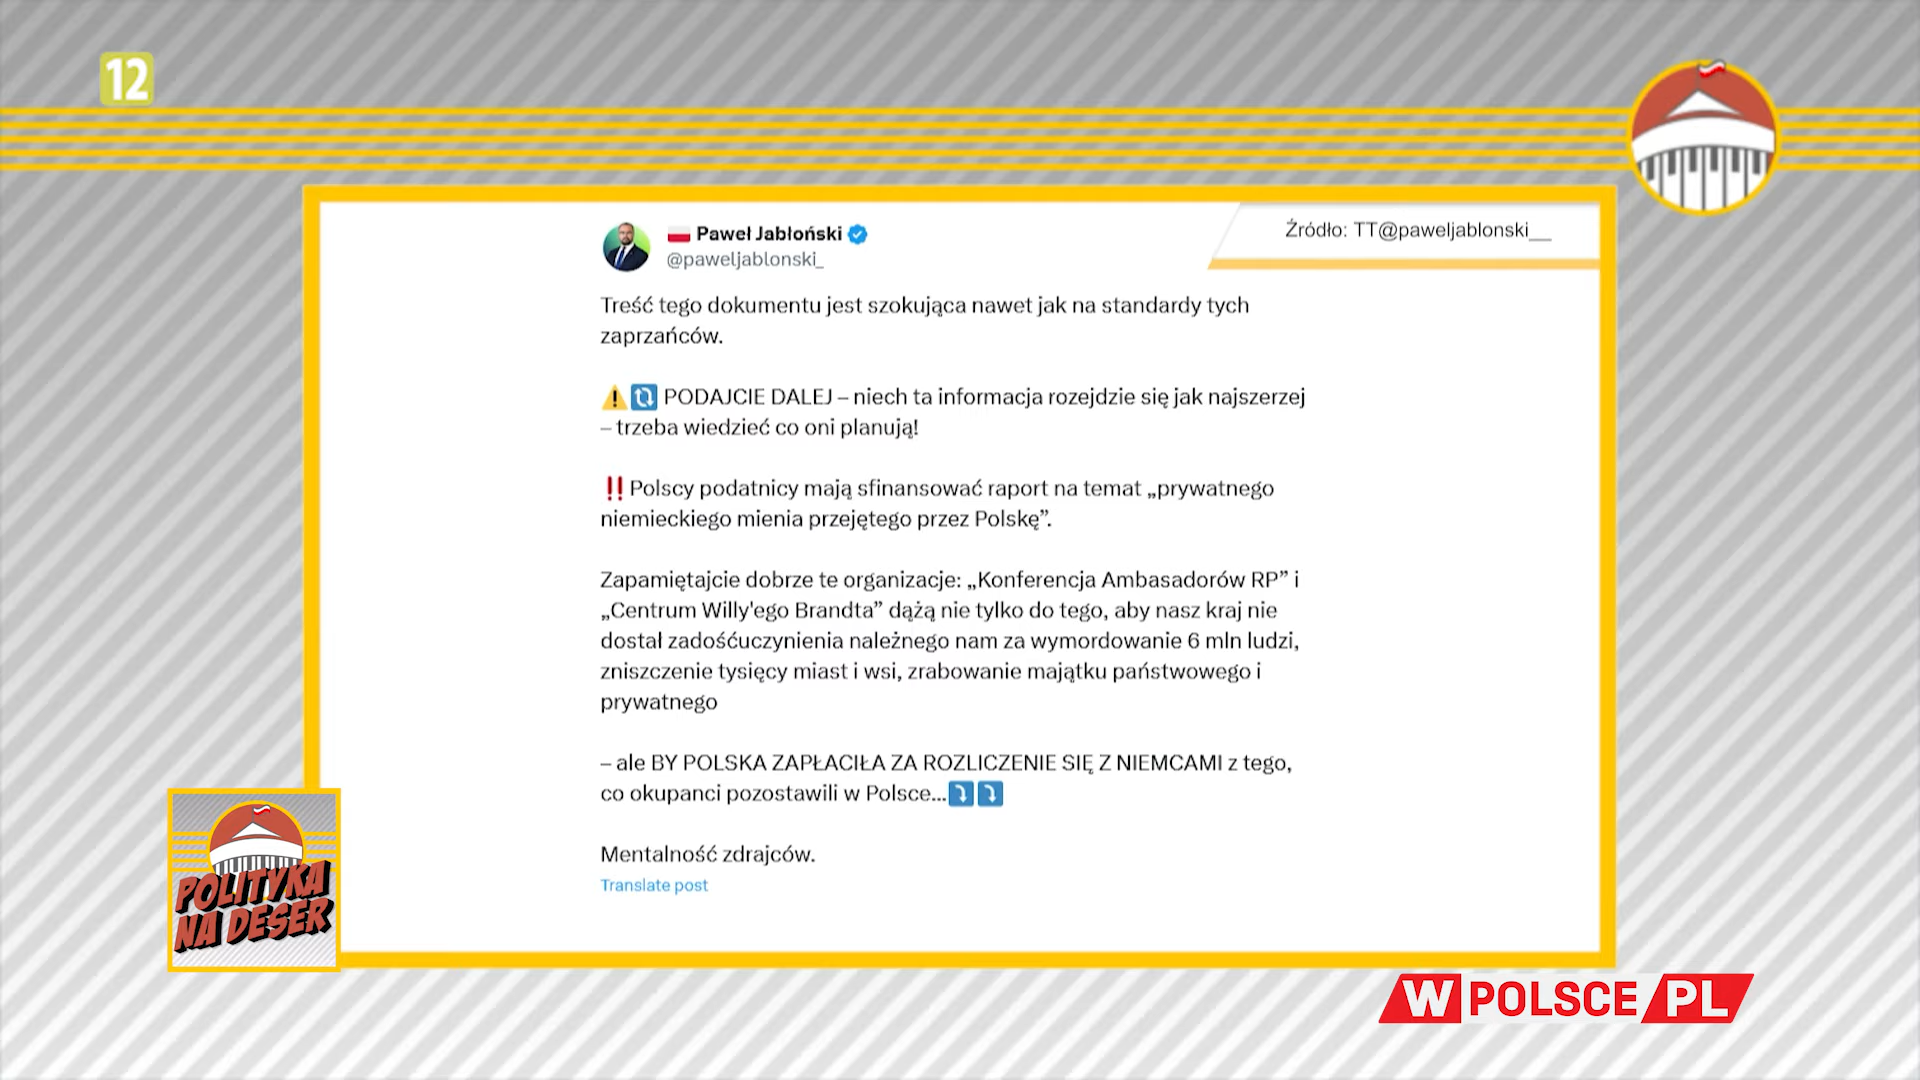 12
Źródło: TT@paweljablonski__
Paweł Jabłoński
@paweljablonski_
Treść tego dokumentu jest szokująca nawet jak na standardy tych
zaprzańców.
PODAJCIE DALEJ – niech ta informacja rozejdzie się jak najszerzej
– trzeba wiedzieć co oni planują!
‼Polscy podatnicy mają sfinansować raport na temat „prywatnego
niemieckiego mienia przejętego przez Polskę”.
Zapamiętajcie dobrze te organizacje: „Konferencja Ambasadorów RP” i
„Centrum Willy'ego Brandta” dążą nie tylko do tego, aby nasz kraj nie
dostał zadośćuczynienia należnego nam za wymordowanie 6 mln ludzi,
zniszczenie tysięcy miast i wsi, zrabowanie majątku państwowego i
prywatnego
– ale BY POLSKA ZAPŁACIŁA ZA ROZLICZENIE SIĘ Z NIEMCAMI z tego,
co okupanci pozostawili w Polsce...
Mentalność zdrajców.
Translate post
POLITYKA
NA DESER
W POLSCE PL